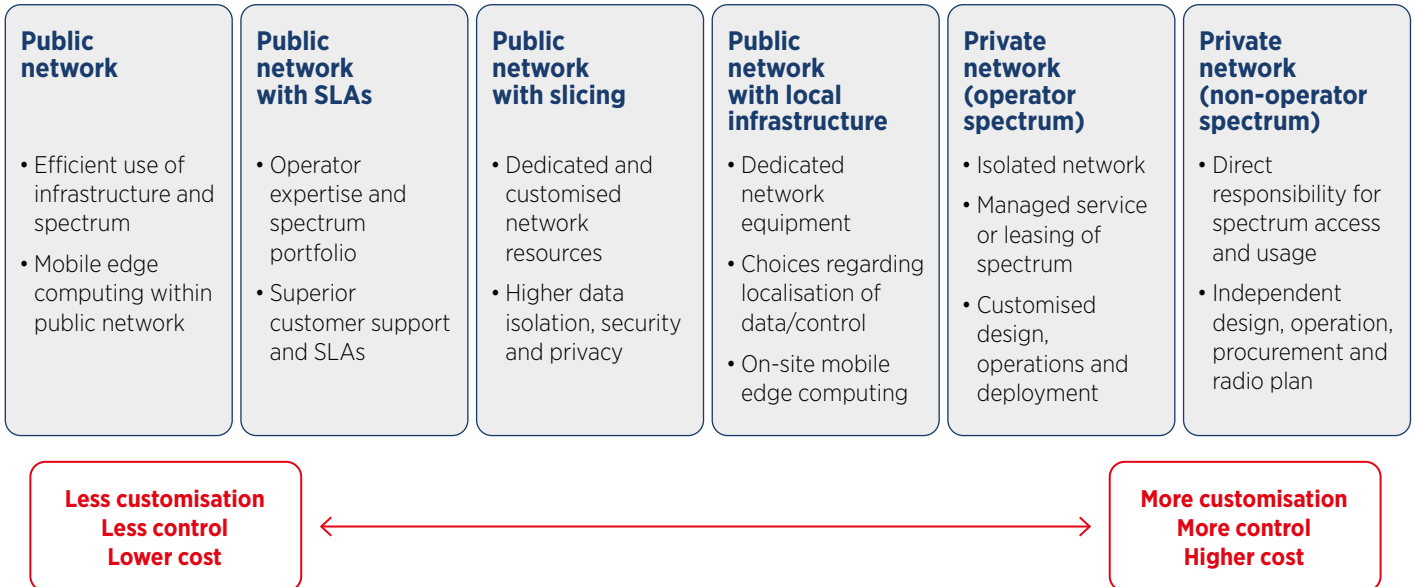 Public
network
• Efficient use of
infrastructure and
spectrum
• Mobile edge
computing within
public network
Public
network
with SLAs
• Operator
expertise and
spectrum
portfolio
• Superior
customer support
and SLAs
Public
network
with slicing
• Dedicated and
customised
network
resources
• Higher data
isolation, security
and privacy
Public
network
with local
infrastructure
• Dedicated
network
equipment
• Choices regarding
localisation of
data/control
• On-site mobile
edge computing
Private
network
(operator
spectrum)
• Isolated network
• Managed service
or leasing of
spectrum
• Customised
design,
operations and
deployment
Private
network
(non-operator
spectrum)
• Direct
responsibility for
spectrum access
and usage
• Independent
design, operation,
procurement and
radio plan
Less customisation
Less control
Lower cost
More customisation
More control
Higher cost